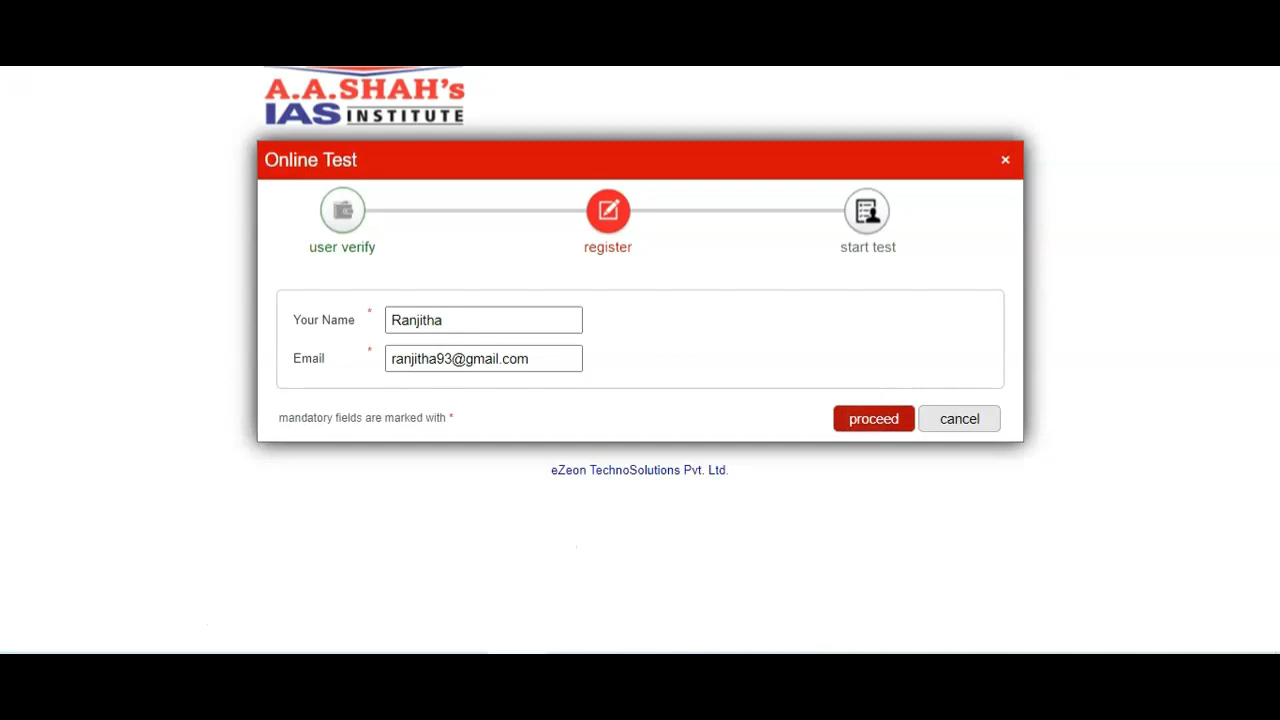 A.A.SHAH's
IAS INSTITUTE
Online Test ×
user verify register start test
Your Name * Ranjitha
Email * ranjitha93@gmail.com
mandatory fields are marked with * proceed cancel
eZeon TechnoSolutions Pvt. Ltd.